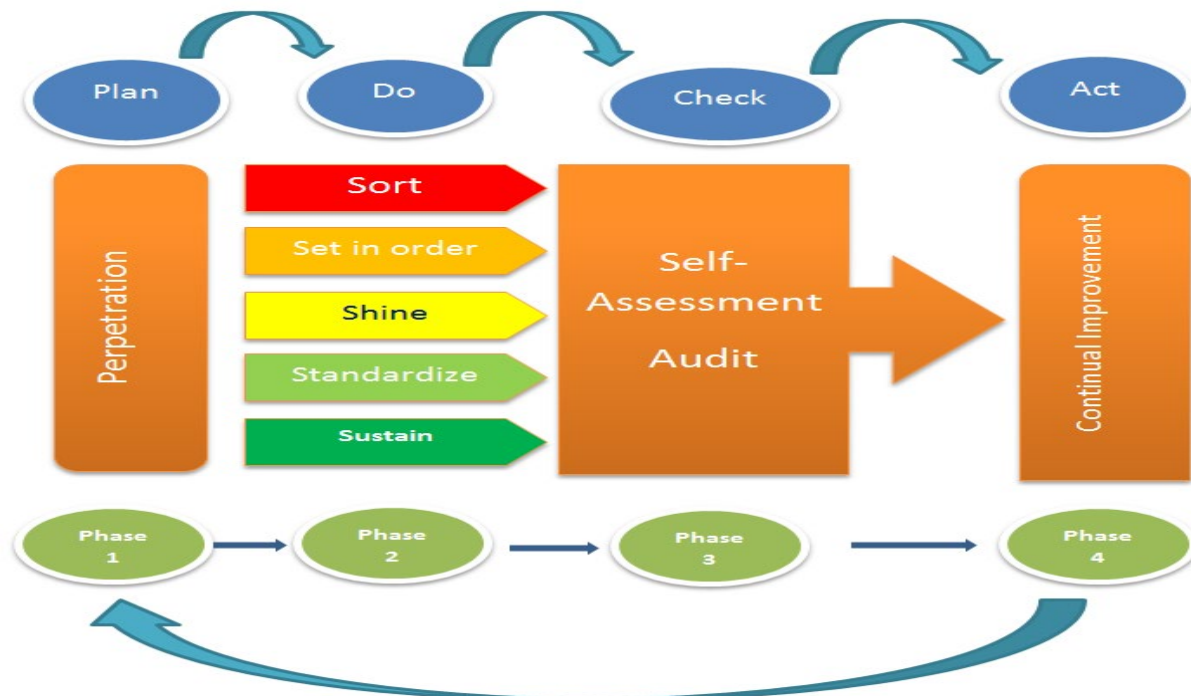 Plan
Do
Check
Act
Perpetration
Sort
Set in order
Shine
Standardize
Sustain
Self-
Assessment
Audit
Continual Improvement
Phase
1
Phase
2
Phase
3
Phase
4